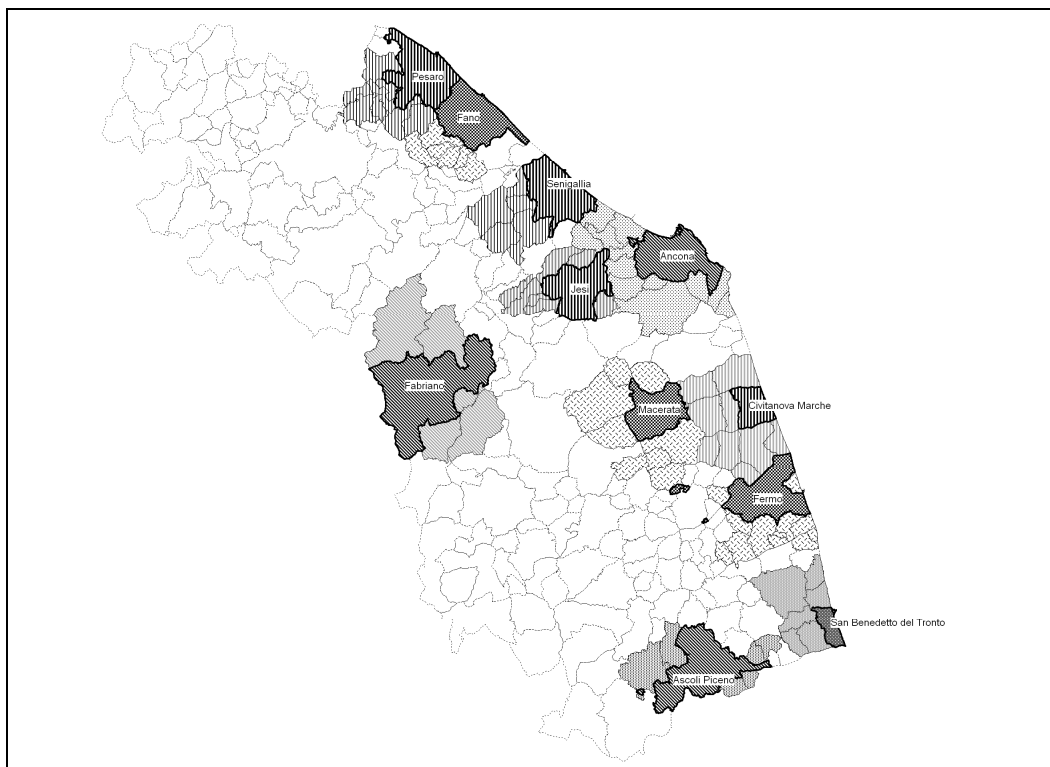 Pesaro
Fano
Senigallia
Ancona
Jesi
Fabriano
Macerata
Civitanova Marche
Fermo
San Benedetto del Tronto
Ascoli Piceno